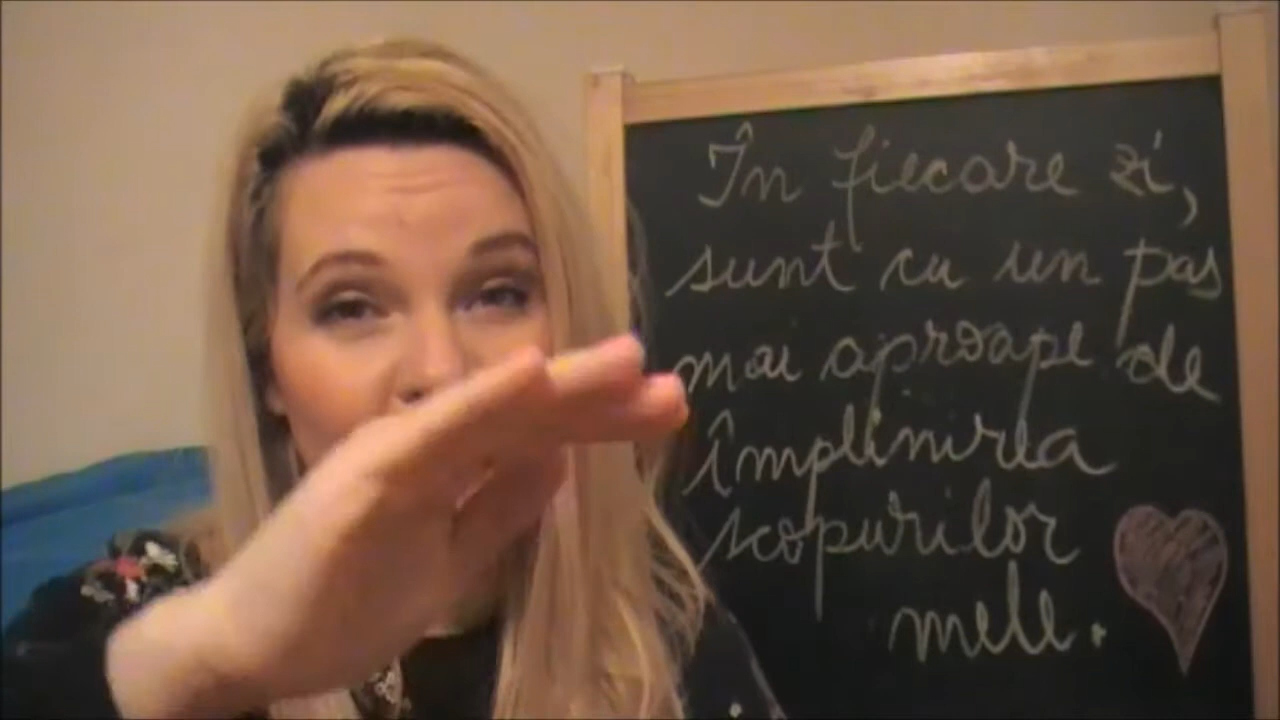 În fiecare zi,
sunt cu un pas
mai aproape de
împlinirea
scopurilor
mele.